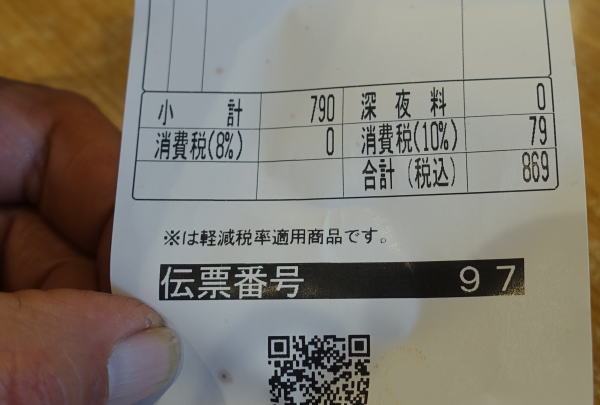 小計 790 深夜料 0
消費税(8%) 0 消費税(10%) 79
合計(税込) 869
※は軽減税率適用商品です。
伝票番号 97